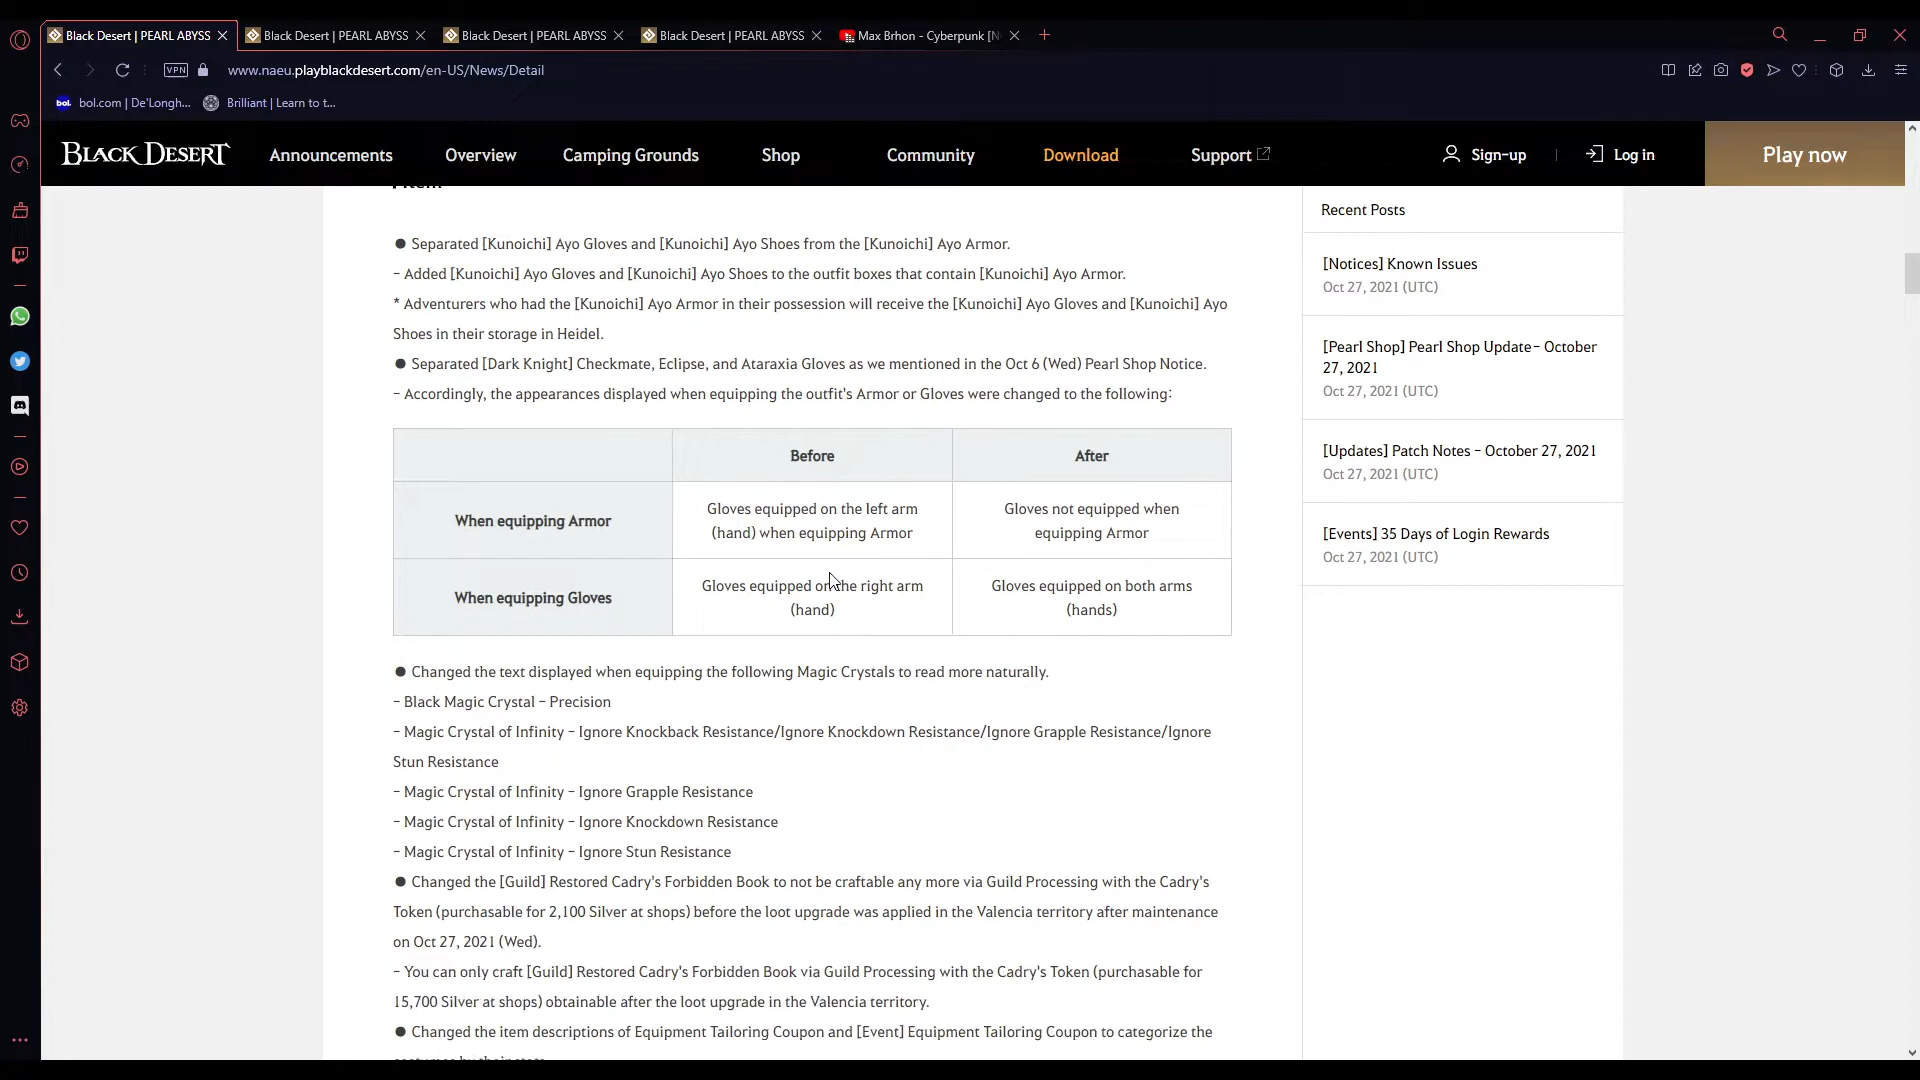 Black Desert | PEARL ABYSS
Black Desert | PEARL ABYSS
Black Desert | PEARL ABYSS
Black Desert | PEARL ABYSS
Max Brhon - Cyberpunk [N
VPN
www.naeu.playblackdesert.com/en-US/News/Detail
bol. bol.com | De'Longh...
Brilliant | Learn to t...
BLACK DESERT
Announcements
Overview
Camping Grounds
Shop
Community
Download
Support
Sign-up
Log in
Play now
● Separated [Kunoichi] Ayo Gloves and [Kunoichi] Ayo Shoes from the [Kunoichi] Ayo Armor.
– Added [Kunoichi] Ayo Gloves and [Kunoichi] Ayo Shoes to the outfit boxes that contain [Kunoichi] Ayo Armor.
* Adventurers who had the [Kunoichi] Ayo Armor in their possession will receive the [Kunoichi] Ayo Gloves and [Kunoichi] Ayo
Shoes in their storage in Heidel.
● Separated [Dark Knight] Checkmate, Eclipse, and Ataraxia Gloves as we mentioned in the Oct 6 (Wed) Pearl Shop Notice.
– Accordingly, the appearances displayed when equipping the outfit's Armor or Gloves were changed to the following:
Before
After
When equipping Armor
Gloves equipped on the left arm
(hand) when equipping Armor
Gloves not equipped when
equipping Armor
When equipping Gloves
Gloves equipped on the right arm
(hand)
Gloves equipped on both arms
(hands)
● Changed the text displayed when equipping the following Magic Crystals to read more naturally.
– Black Magic Crystal – Precision
– Magic Crystal of Infinity – Ignore Knockback Resistance/Ignore Knockdown Resistance/Ignore Grapple Resistance/Ignore
Stun Resistance
– Magic Crystal of Infinity – Ignore Grapple Resistance
– Magic Crystal of Infinity – Ignore Knockdown Resistance
– Magic Crystal of Infinity – Ignore Stun Resistance
● Changed the [Guild] Restored Cadry's Forbidden Book to not be craftable any more via Guild Processing with the Cadry's
Token (purchasable for 2,100 Silver at shops) before the loot upgrade was applied in the Valencia territory after maintenance
on Oct 27, 2021 (Wed).
– You can only craft [Guild] Restored Cadry's Forbidden Book via Guild Processing with the Cadry's Token (purchasable for
15,700 Silver at shops) obtainable after the loot upgrade in the Valencia territory.
● Changed the item descriptions of Equipment Tailoring Coupon and [Event] Equipment Tailoring Coupon to categorize the
Recent Posts
[Notices] Known Issues
Oct 27, 2021 (UTC)
[Pearl Shop] Pearl Shop Update– October
27, 2021
Oct 27, 2021 (UTC)
[Updates] Patch Notes – October 27, 2021
Oct 27, 2021 (UTC)
[Events] 35 Days of Login Rewards
Oct 27, 2021 (UTC)